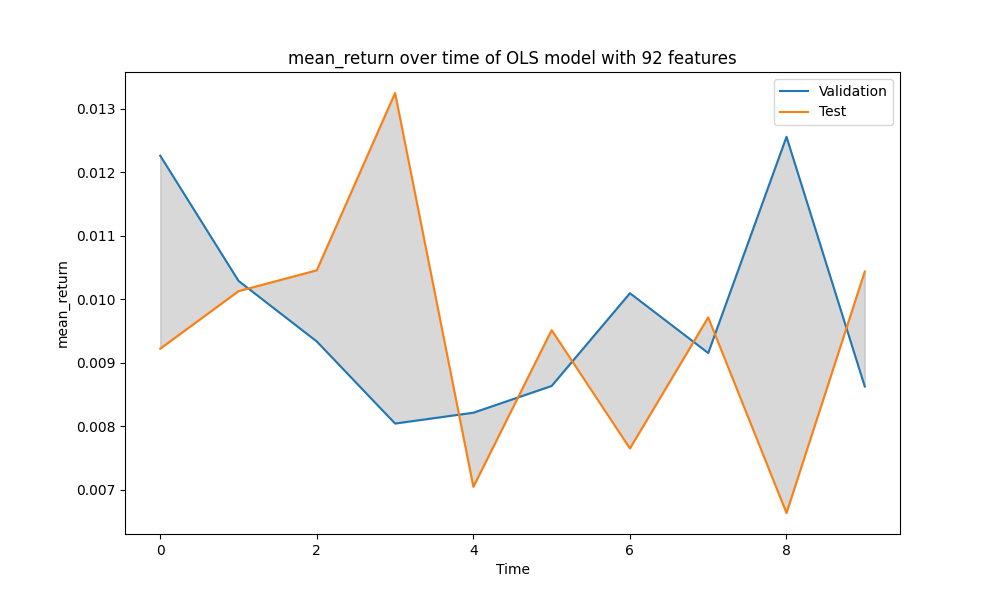 mean_return over time of OLS model with 92 features
Validation
Test
0.013
0.012
0.011
0.010
0.009
0.008
0.007
mean_return
0 2 4 6 8
Time